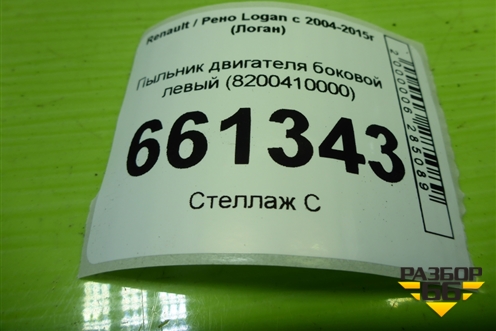 Renault / Рено Logan с 2004-2015г
(Логан)
Пыльник двигателя боковой
левый (8200410000)
661343
Стеллаж С
2000006285089
РАЗБОР
66